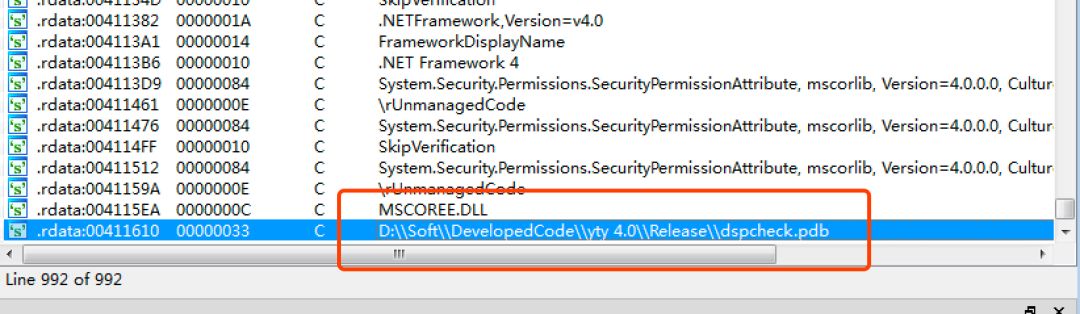 SkipVerification
's' .rdata:00411382 0000001A C .NETFramework,Version=v4.0
's' .rdata:004113A1 00000014 C FrameworkDisplayName
's' .rdata:004113B6 00000010 C .NET Framework 4
's' .rdata:004113D9 00000084 C System.Security.Permissions.SecurityPermissionAttribute, mscorlib, Version=4.0.0.0, Cultur
's' .rdata:00411461 0000000E C \rUnmanagedCode
's' .rdata:00411476 00000084 C System.Security.Permissions.SecurityPermissionAttribute, mscorlib, Version=4.0.0.0, Cultur
's' .rdata:004114FF 00000010 C SkipVerification
's' .rdata:00411512 00000084 C System.Security.Permissions.SecurityPermissionAttribute, mscorlib, Version=4.0.0.0, Cultur
's' .rdata:0041159A 0000000E C \rUnmanagedCode
's' .rdata:004115EA 0000000C C MSCOREE.DLL
's' .rdata:00411610 00000033 C D:\\Soft\\DevelopedCode\\yty 4.0\\Release\\dspcheck.pdb
Line 992 of 992